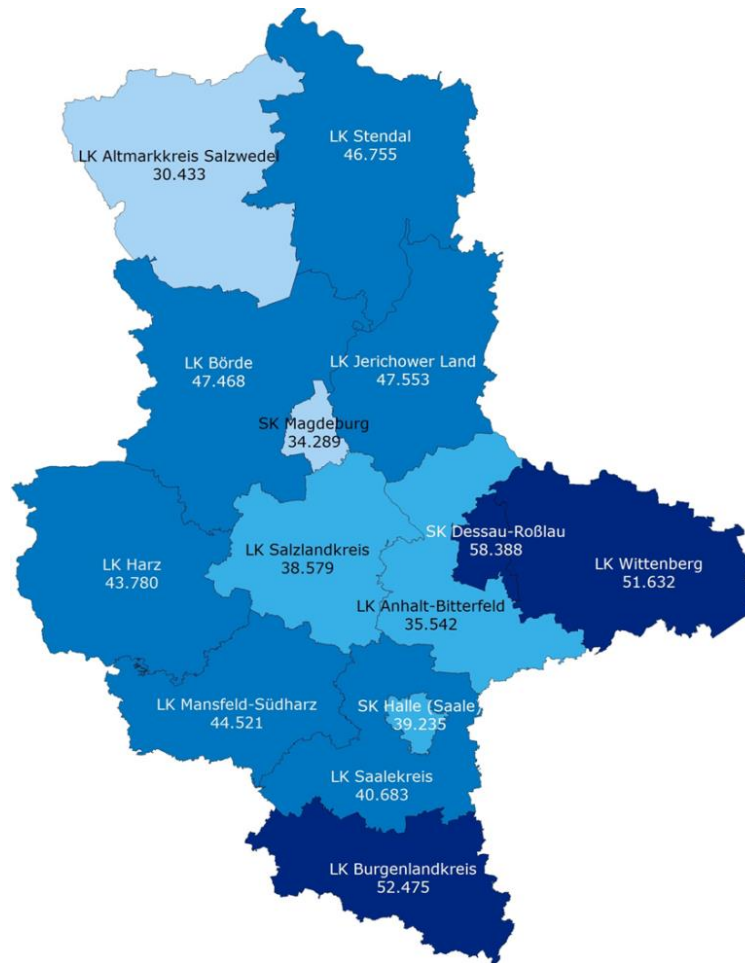 LK Stendal
46.755
LK Altmarkkreis Salzwedel
30.433
LK Börde
47.468
LK Jerichower Land
47.553
SK Magdeburg
34.289
SK Dessau-Roßlau
58.388
LK Salzlandkreis
38.579
LK Harz
43.780
LK Wittenberg
51.632
LK Anhalt-Bitterfeld
35.542
LK Mansfeld-Südharz
44.521
SK Halle (Saale)
39.235
LK Saalekreis
40.683
LK Burgenlandkreis
52.475